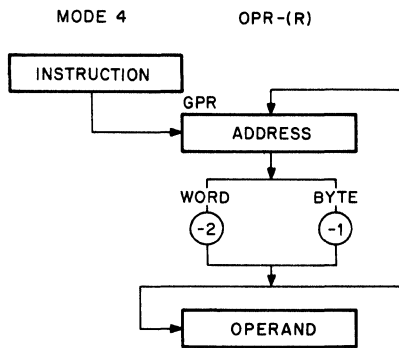 MODE 4 OPR-(R)
INSTRUCTION
GPR
ADDRESS
WORD BYTE
-2 -1
OPERAND